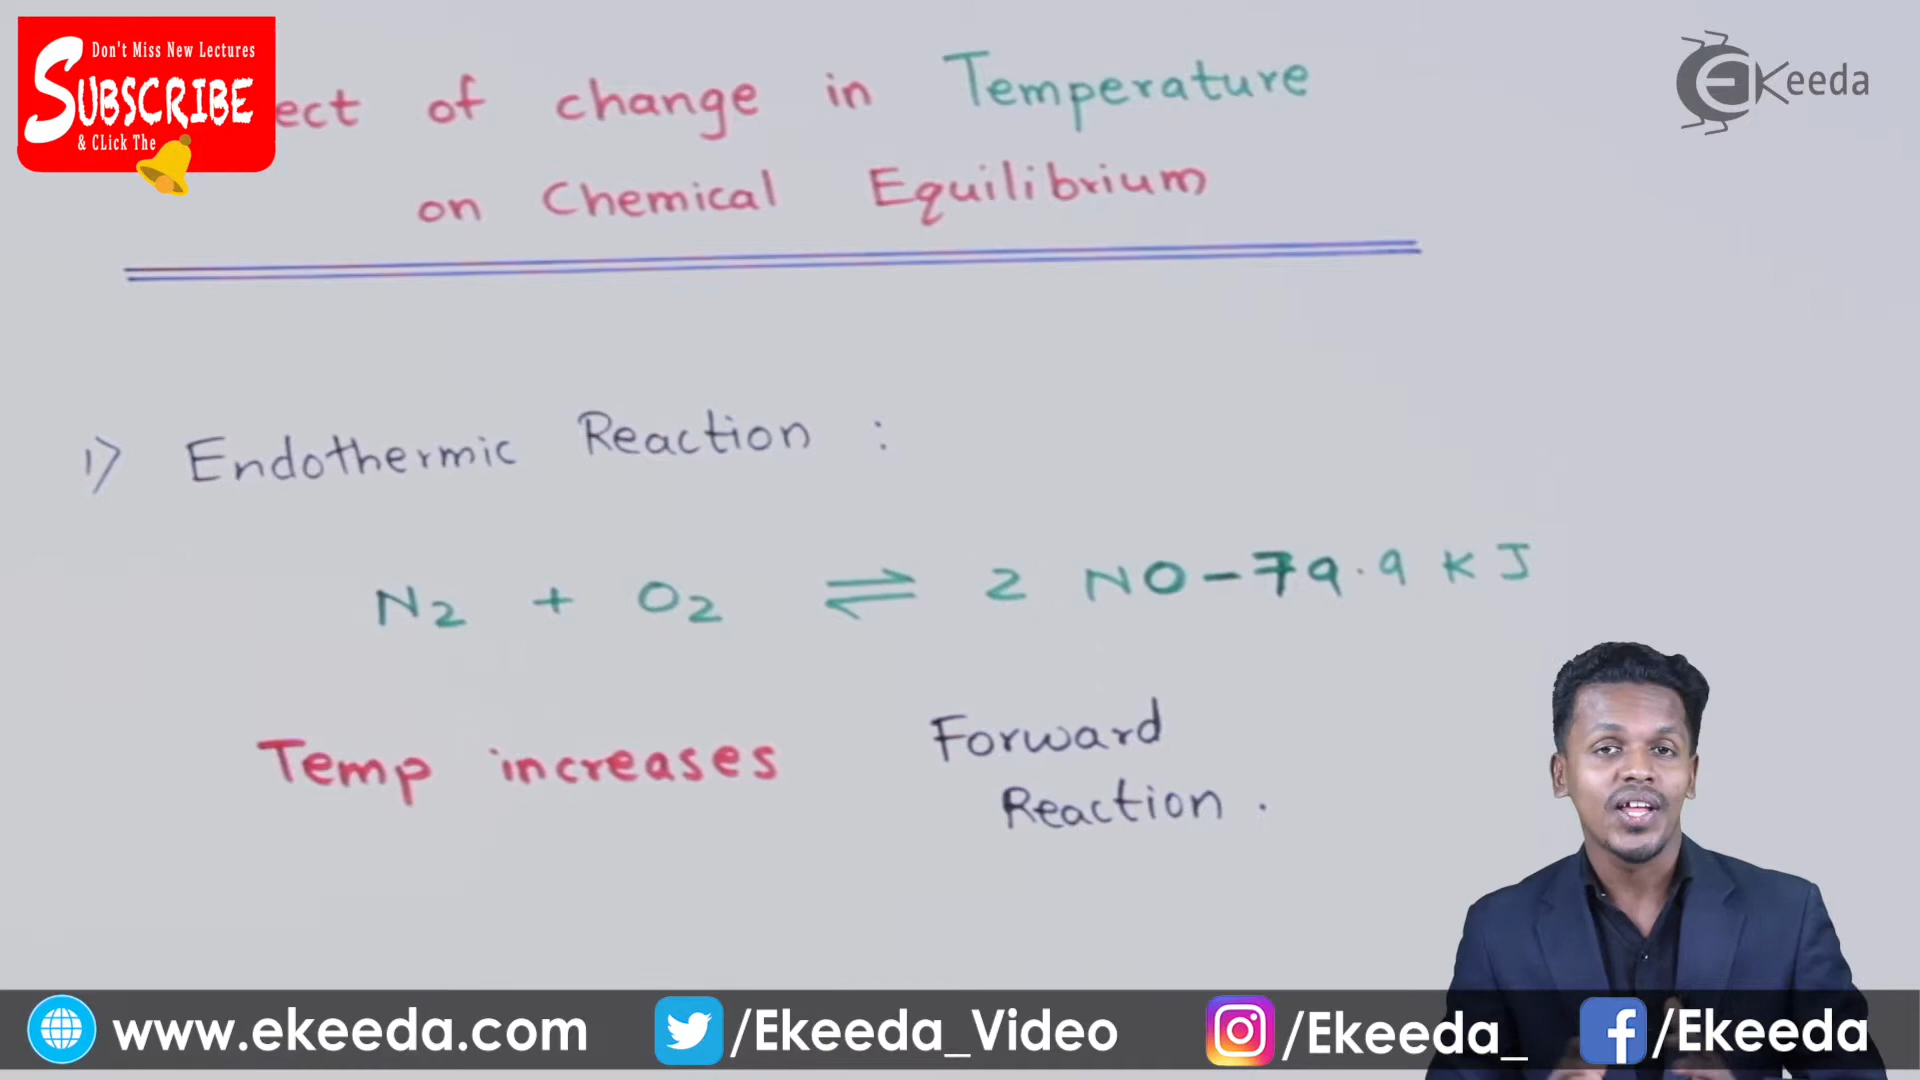 Don't Miss New Lectures
SUBSCRIBE
& CLick The
ect of change in Temperature
on Chemical Equilibrium
EKeeda
1) Endothermic Reaction :
N2 + O2 ⇌ 2 NO - 79.9 KJ
Temp increases
Forward
Reaction .
www.ekeeda.com
/Ekeeda_Video
/Ekeeda_
/Ekeeda